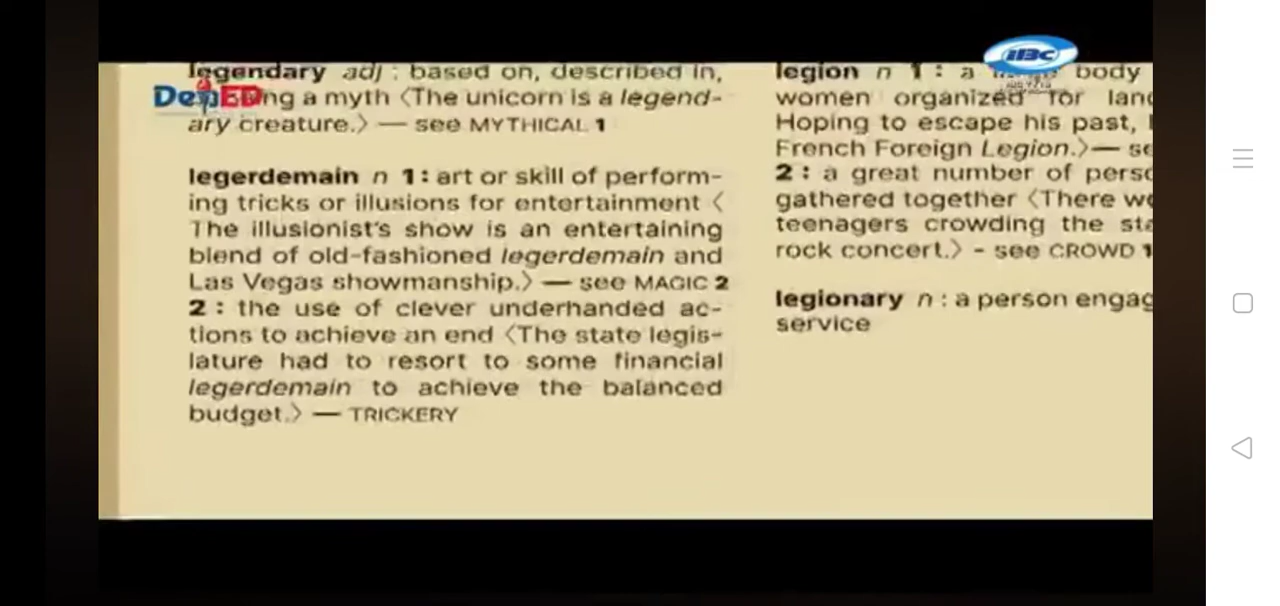 legendary adj : based on, described in,
ng a myth 〈The unicorn is a legend-
ary creature.〉 — see MYTHICAL 1
legerdemain n 1 : art or skill of perform-
ing tricks or illusions for entertainment 〈
The illusionist's show is an entertaining
blend of old-fashioned legerdemain and
Las Vegas showmanship.〉 — see MAGIC 2
2 : the use of clever underhanded ac-
tions to achieve an end 〈The state legis-
lature had to resort to some financial
legerdemain to achieve the balanced
budget.〉 — TRICKERY
legion n 1 : a body
women organized for lan
Hoping to escape his past,
French Foreign Legion.〉— se
2 : a great number of perso
gathered together 〈There w
teenagers crowding the sta
rock concert.〉 - see CROWD 1
legionary n : a person engag
service
DepED
IBC